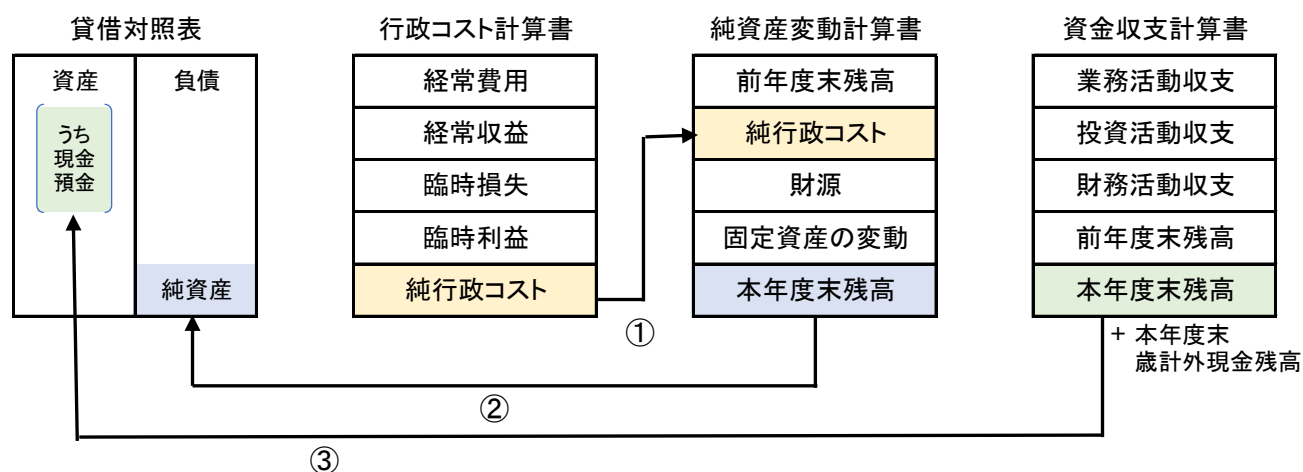 貸借対照表
資産
うち
現金
預金
負債
純資産
行政コスト計算書
経常費用
経常収益
臨時損失
臨時利益
純行政コスト
純資産変動計算書
前年度末残高
純行政コスト
財源
固定資産の変動
本年度末残高
資金収支計算書
業務活動収支
投資活動収支
財務活動収支
前年度末残高
本年度末残高
+ 本年度末
歳計外現金残高
①
②
③